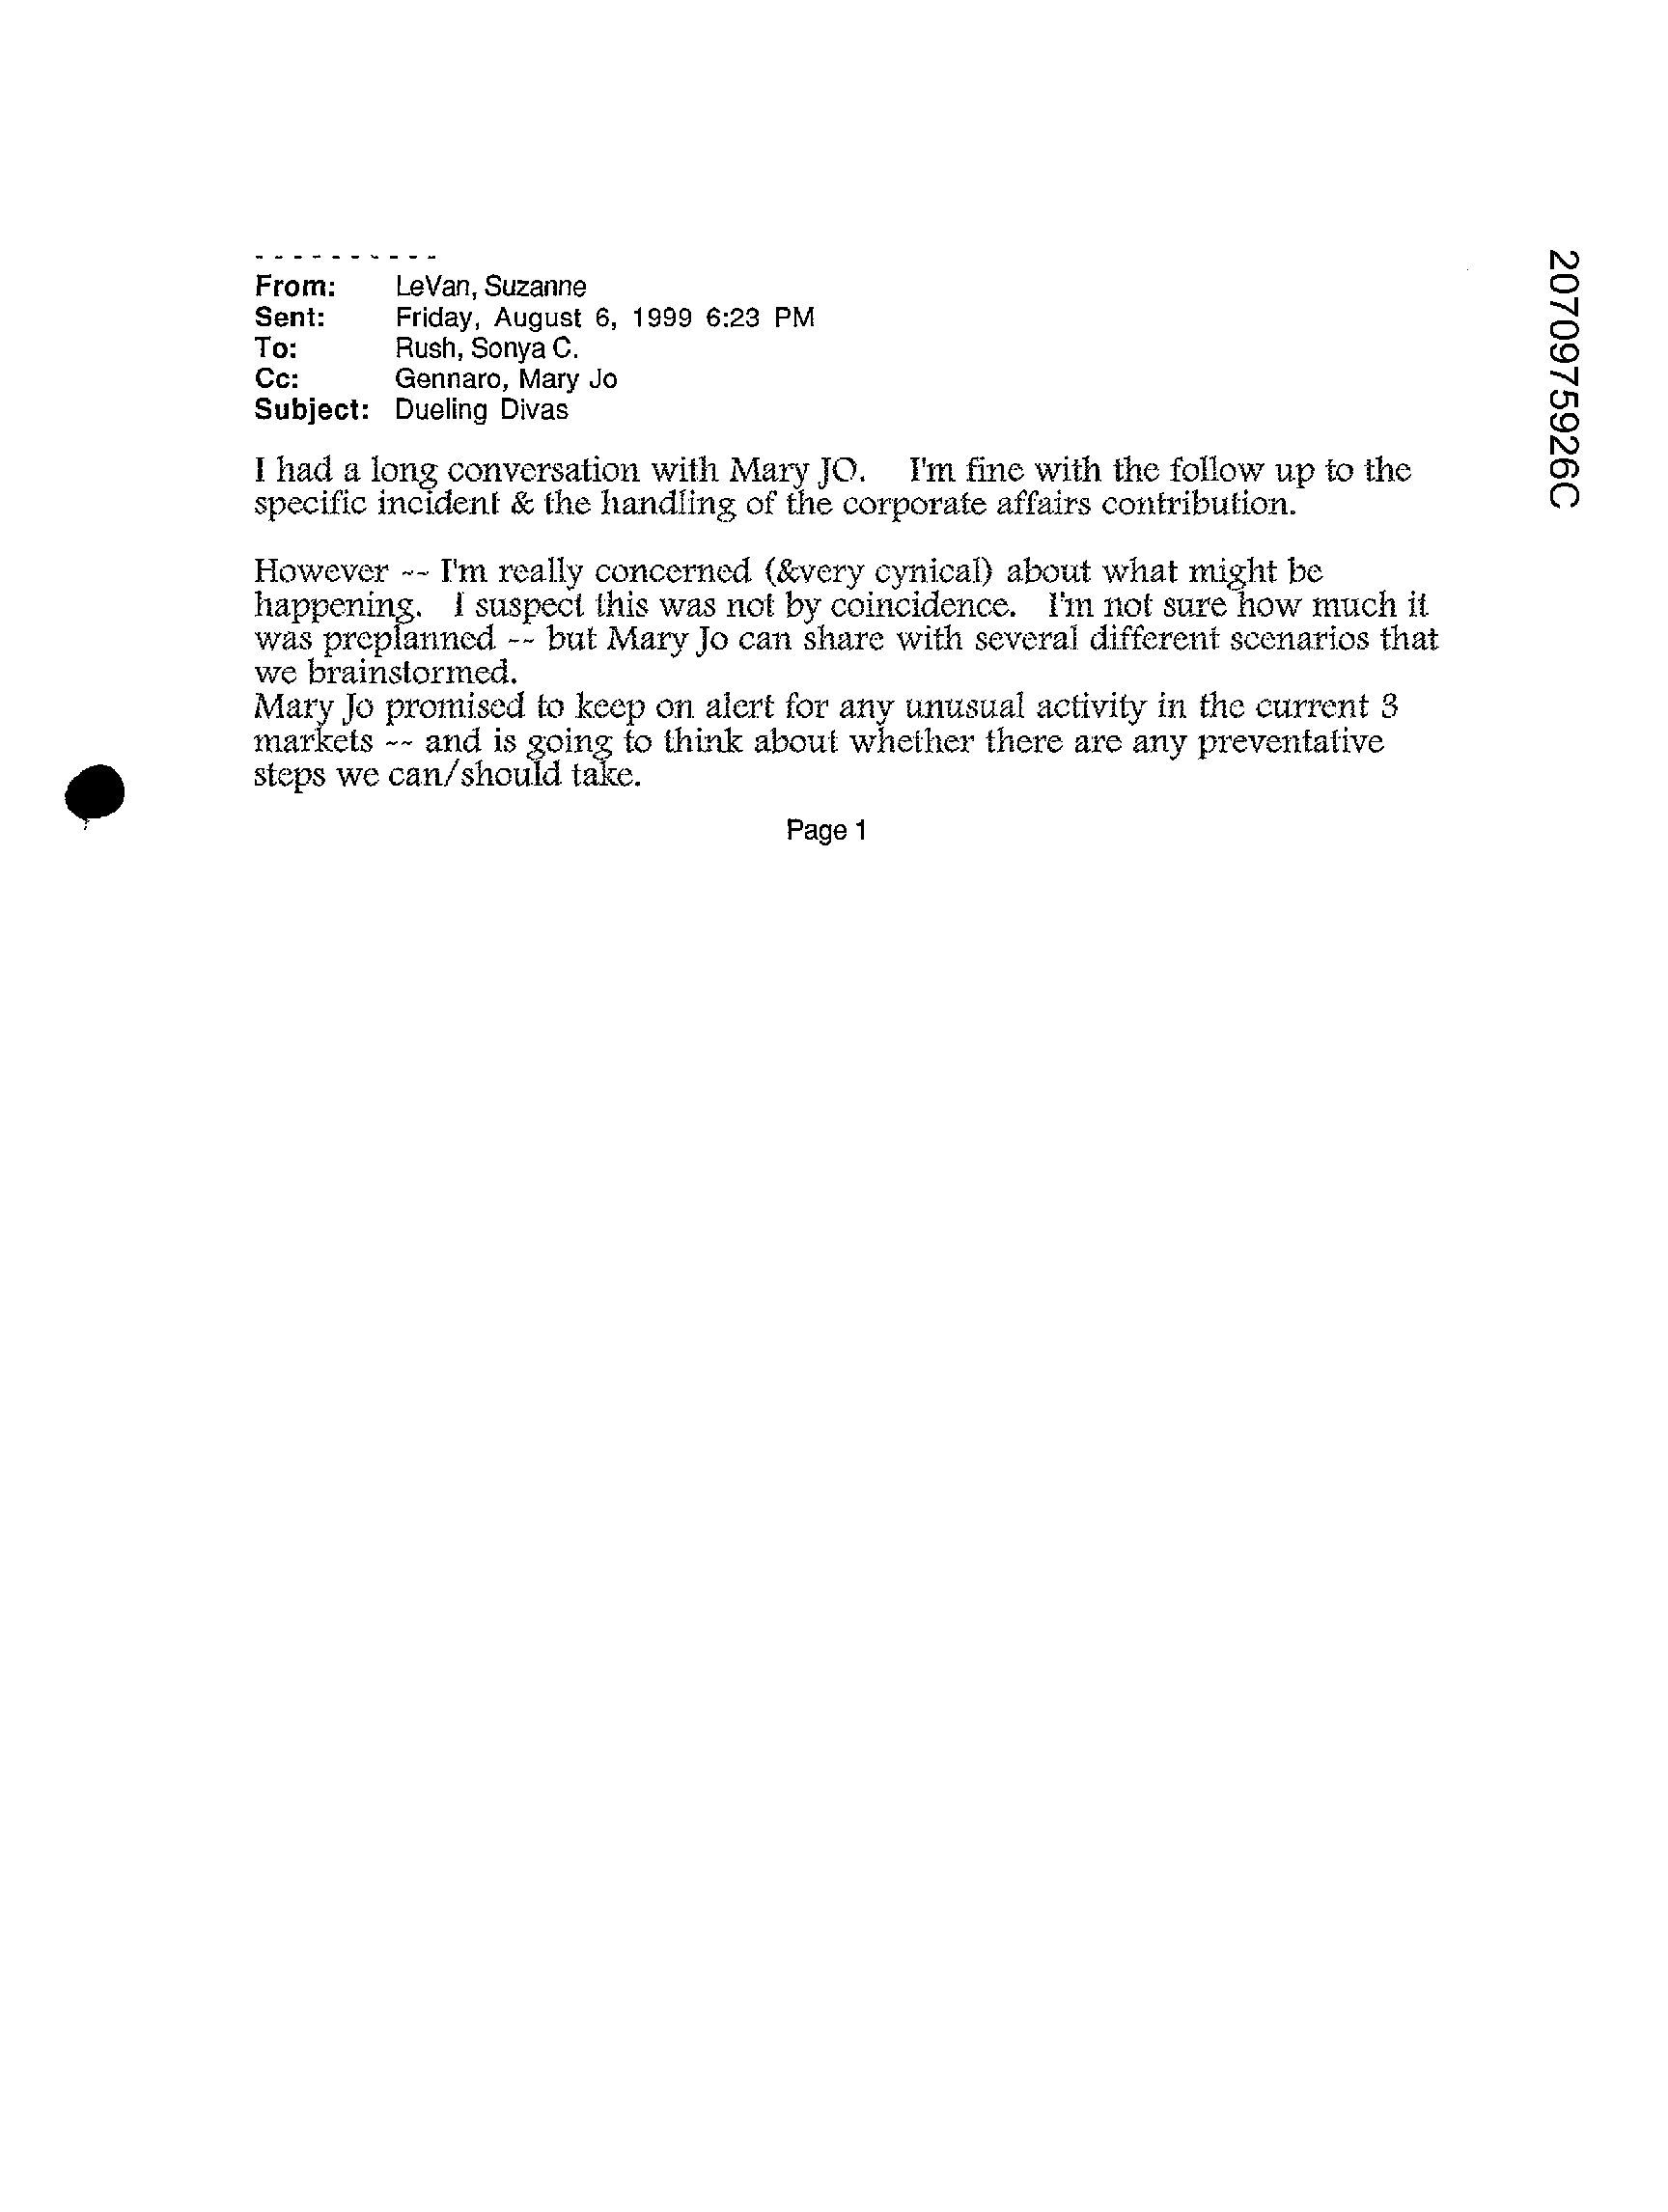 - - - - - - - - - -
From: LeVan, Suzanne
Sent: Friday, August 6, 1999 6:23 PM
To: Rush, Sonya C.
Cc: Gennaro, Mary Jo
Subject: Dueling Divas
I had a long conversation with Mary JO. I'm fine with the follow up to the
specific incident & the handling of the corporate affairs contribution.
However -- I'm really concerned (&very cynical) about what might be
happening. I suspect this was not by coincidence. I'm not sure how much it
was preplanned -- but Mary Jo can share with several different scenarios that
we brainstormed.
Mary Jo promised to keep on alert for any unusual activity in the current 3
markets -- and is going to think about whether there are any preventative
steps we can/should take.
Page 1
2070975926C